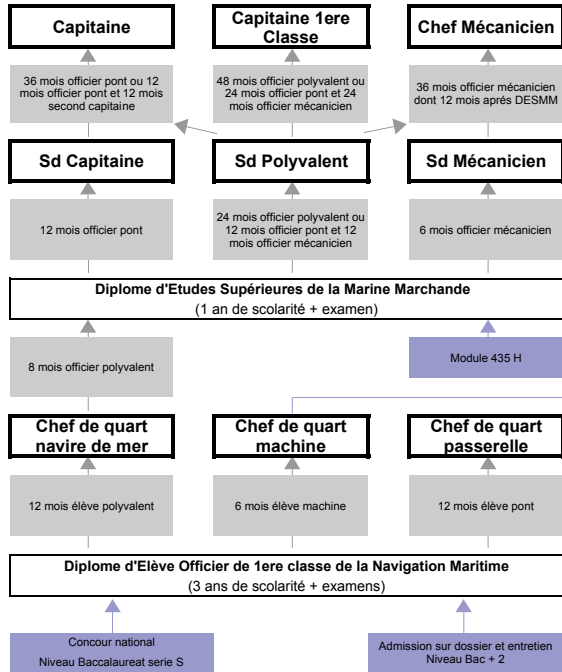 Capitaine
Capitaine 1ere
Classe
Chef Mécanicien
36 mois officier pont ou 12
mois officier pont et 12 mois
second capitaine
48 mois officier polyvalent ou
24 mois officier pont et 24
mois officier mécanicien
36 mois officier mécanicien
dont 12 mois aprés DESMM
Sd Capitaine
Sd Polyvalent
Sd Mécanicien
12 mois officier pont
24 mois officier polyvalent ou
12 mois officier pont et 12
mois officier mécanicien
6 mois officier mécanicien
Diplome d'Etudes Supérieures de la Marine Marchande
(1 an de scolarité + examen)
8 mois officier polyvalent
Module 435 H
Chef de quart
navire de mer
Chef de quart
machine
Chef de quart
passerelle
12 mois élève polyvalent
6 mois élève machine
12 mois élève pont
Diplome d'Elève Officier de 1ere classe de la Navigation Maritime
(3 ans de scolarité + examens)
Concour national
Niveau Baccalaureat serie S
Admission sur dossier et entretien
Niveau Bac + 2